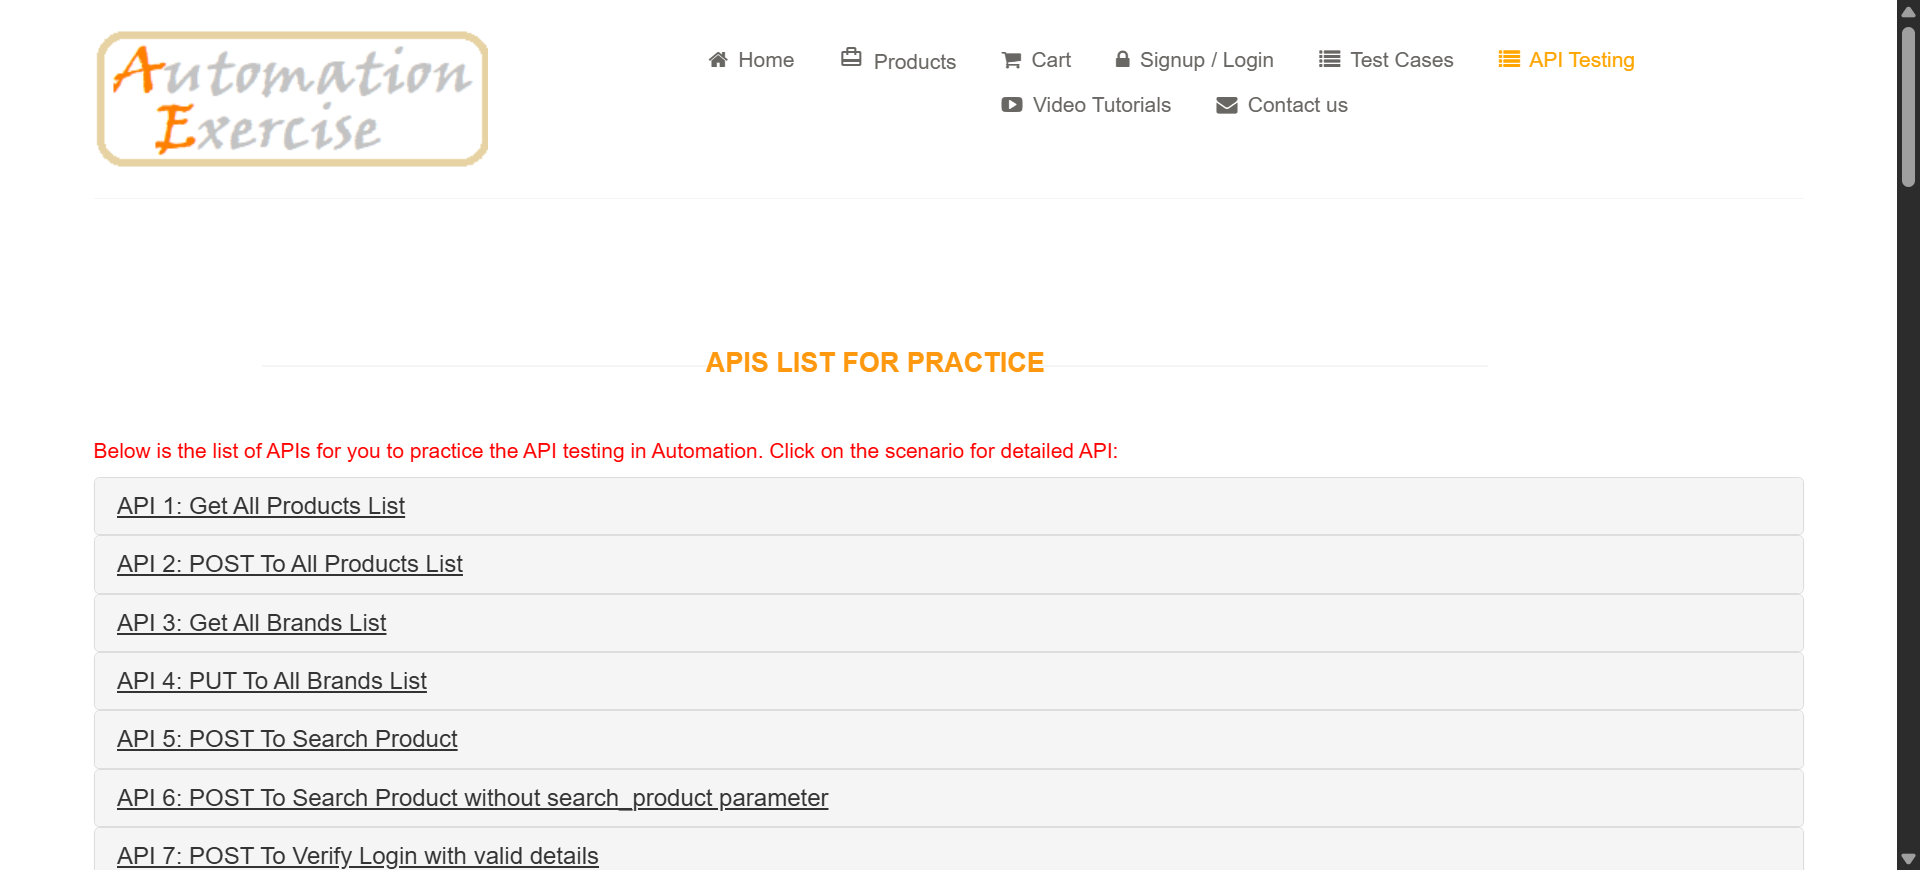 Automation
Exercise
Home
Products
Cart
Signup / Login
Test Cases
API Testing
Video Tutorials
Contact us
APIS LIST FOR PRACTICE
Below is the list of APIs for you to practice the API testing in Automation. Click on the scenario for detailed API:
API 1: Get All Products List
API 2: POST To All Products List
API 3: Get All Brands List
API 4: PUT To All Brands List
API 5: POST To Search Product
API 6: POST To Search Product without search_product parameter
API 7: POST To Verify Login with valid details